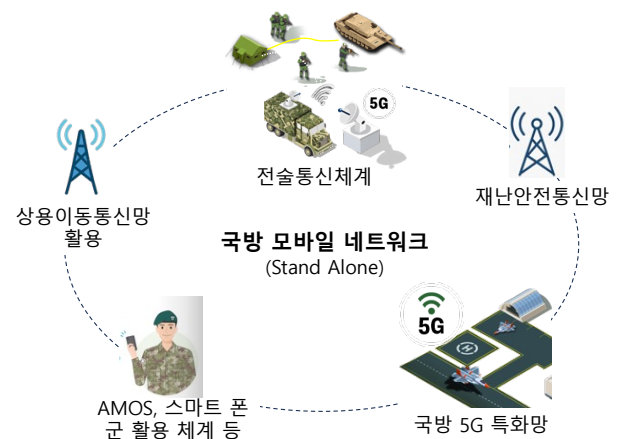 5G
전술통신체계
재난안전통신망
상용이동통신망
활용
국방 모바일 네트워크
(Stand Alone)
5G
H
AMOS, 스마트 폰
군 활용 체계 등
국방 5G 특화망